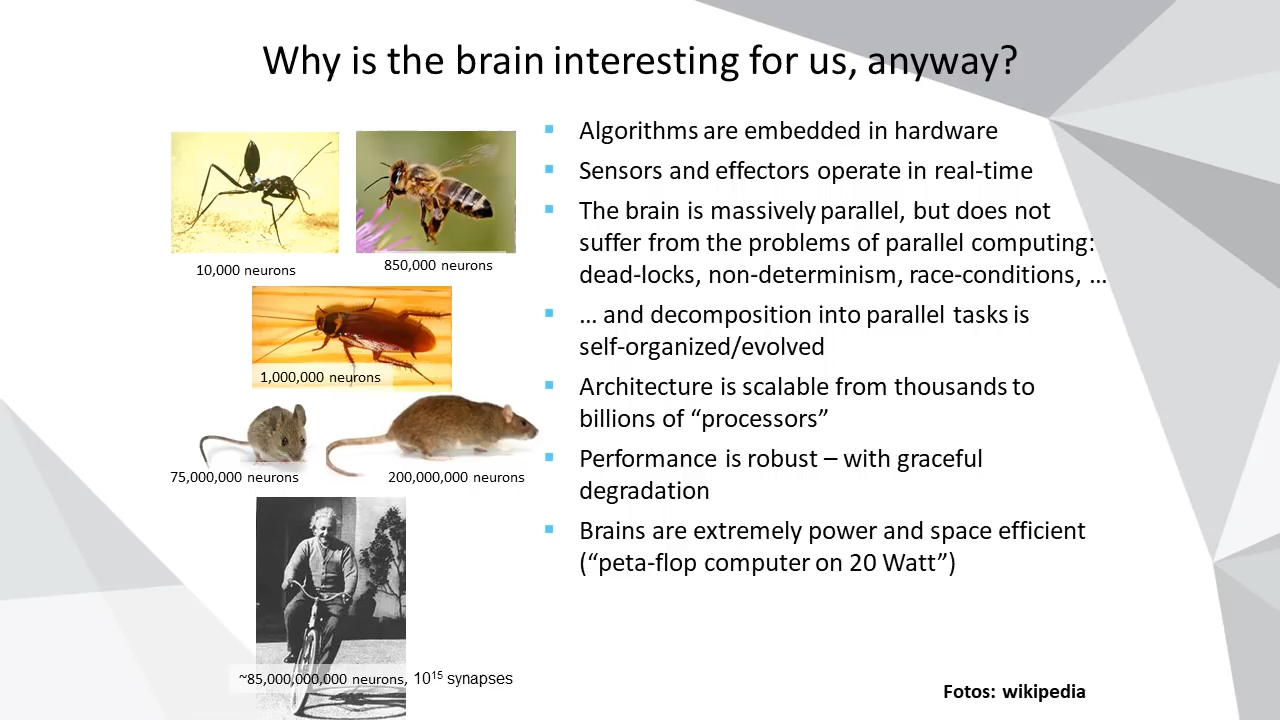 Why is the brain interesting for us, anyway?
10,000 neurons
850,000 neurons
1,000,000 neurons
75,000,000 neurons
200,000,000 neurons
~85,000,000,000 neurons, 10¹⁵ synapses
Algorithms are embedded in hardware
Sensors and effectors operate in real-time
The brain is massively parallel, but does not
suffer from the problems of parallel computing:
dead-locks, non-determinism, race-conditions, …
… and decomposition into parallel tasks is
self-organized/evolved
Architecture is scalable from thousands to
billions of “processors”
Performance is robust – with graceful
degradation
Brains are extremely power and space efficient
(“peta-flop computer on 20 Watt”)
Fotos: wikipedia